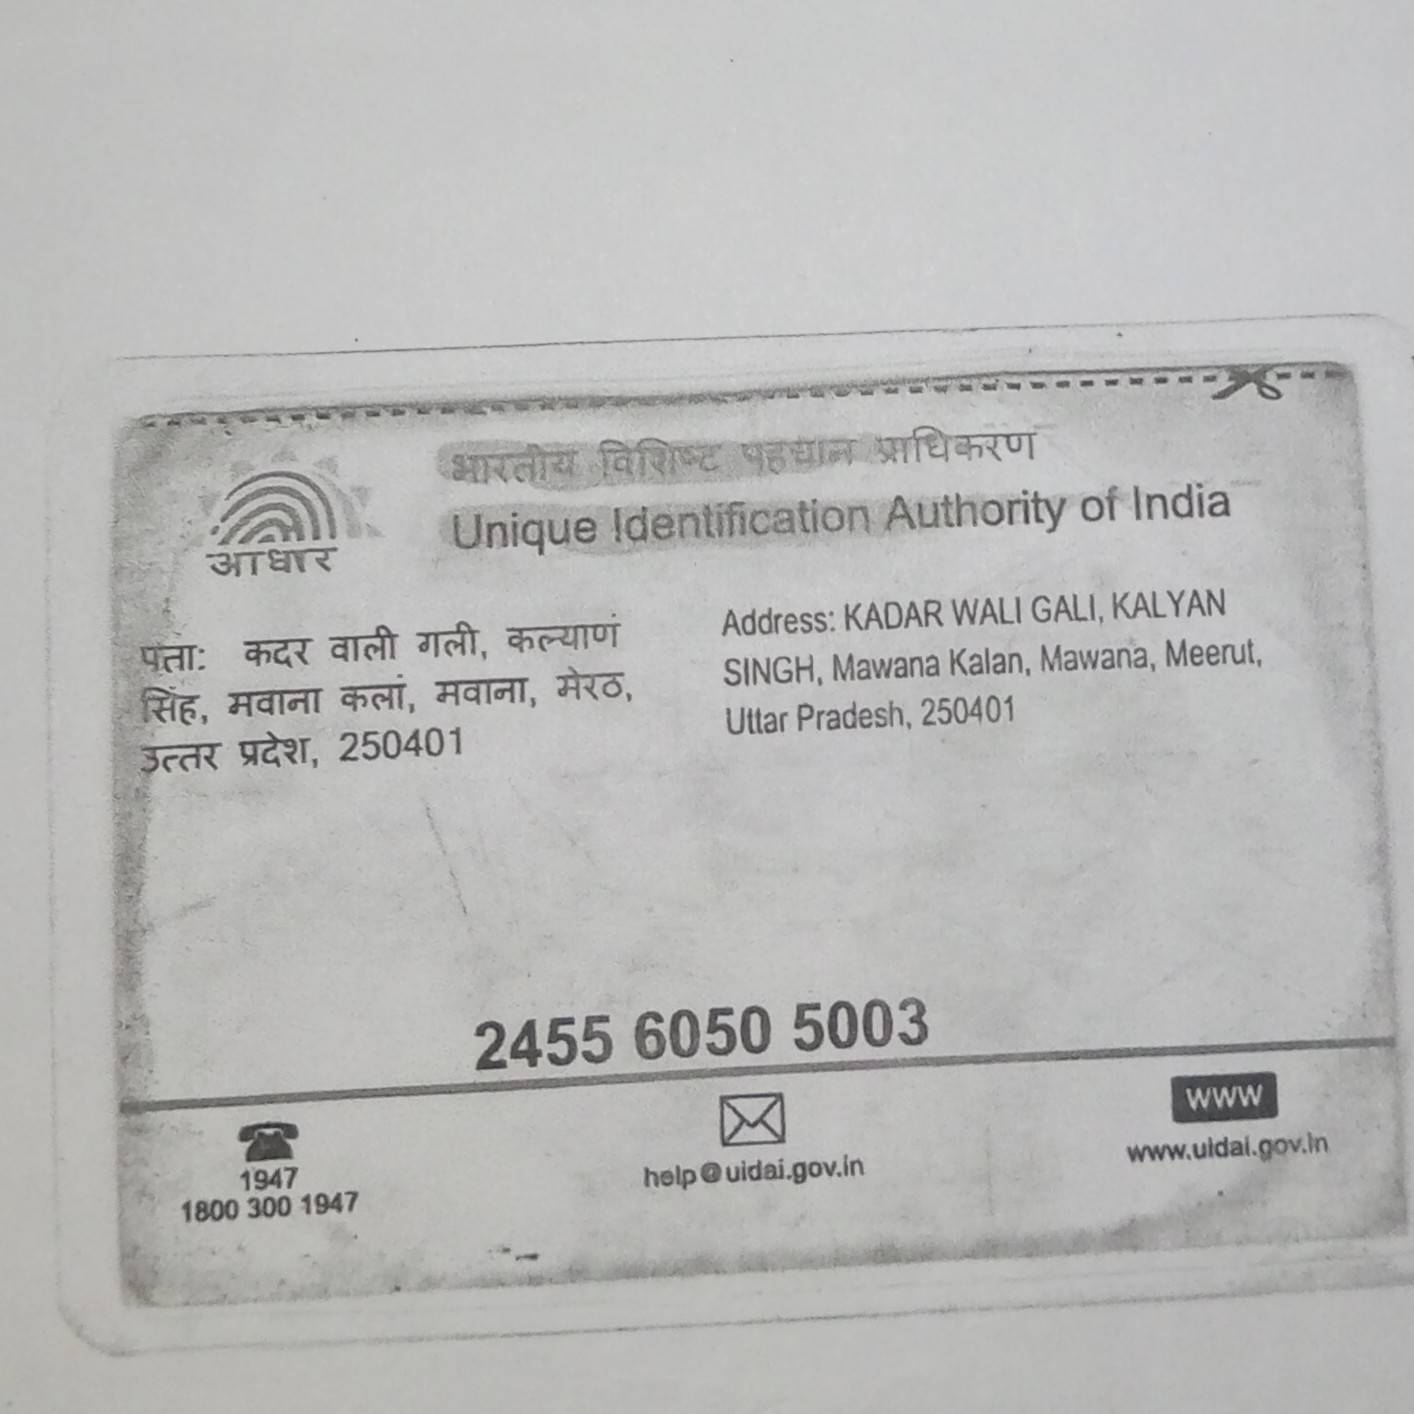 भारतीय विशिष्ट पहचान प्राधिकरण
Unique Identification Authority of India
आधार
पता: कदर वाली गली, कल्याण
सिंह, मवाना कलां, मवाना, मेरठ,
उत्तर प्रदेश, 250401
Address: KADAR WALI GALI, KALYAN
SINGH, Mawana Kalan, Mawana, Meerut,
Uttar Pradesh, 250401
2455 6050 5003
1947
1800 300 1947
help@uidai.gov.in
WWW
www.uidai.gov.in